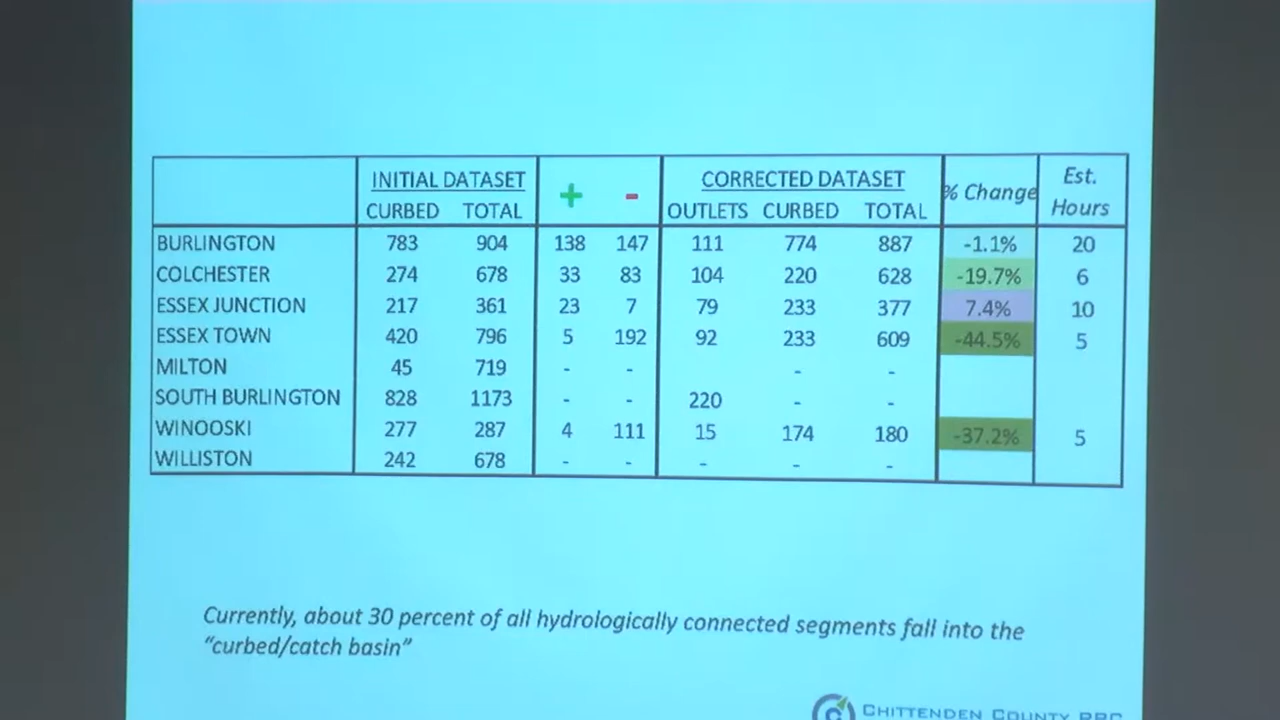 INITIAL DATASET + - CORRECTED DATASET % Change Est. Hours
CURBED TOTAL OUTLETS CURBED TOTAL
BURLINGTON 783 904 138 147 111 774 887 -1.1% 20
COLCHESTER 274 678 33 83 104 220 628 -19.7% 6
ESSEX JUNCTION 217 361 23 7 79 233 377 7.4% 10
ESSEX TOWN 420 796 5 192 92 233 609 -44.5% 5
MILTON 45 719 - - - -
SOUTH BURLINGTON 828 1173 - - 220 - -
WINOOSKI 277 287 4 111 15 174 180 -37.2% 5
WILLISTON 242 678 - - - - -
Currently, about 30 percent of all hydrologically connected segments fall into the
"curbed/catch basin"
CHITTENDEN COUNTY RPC